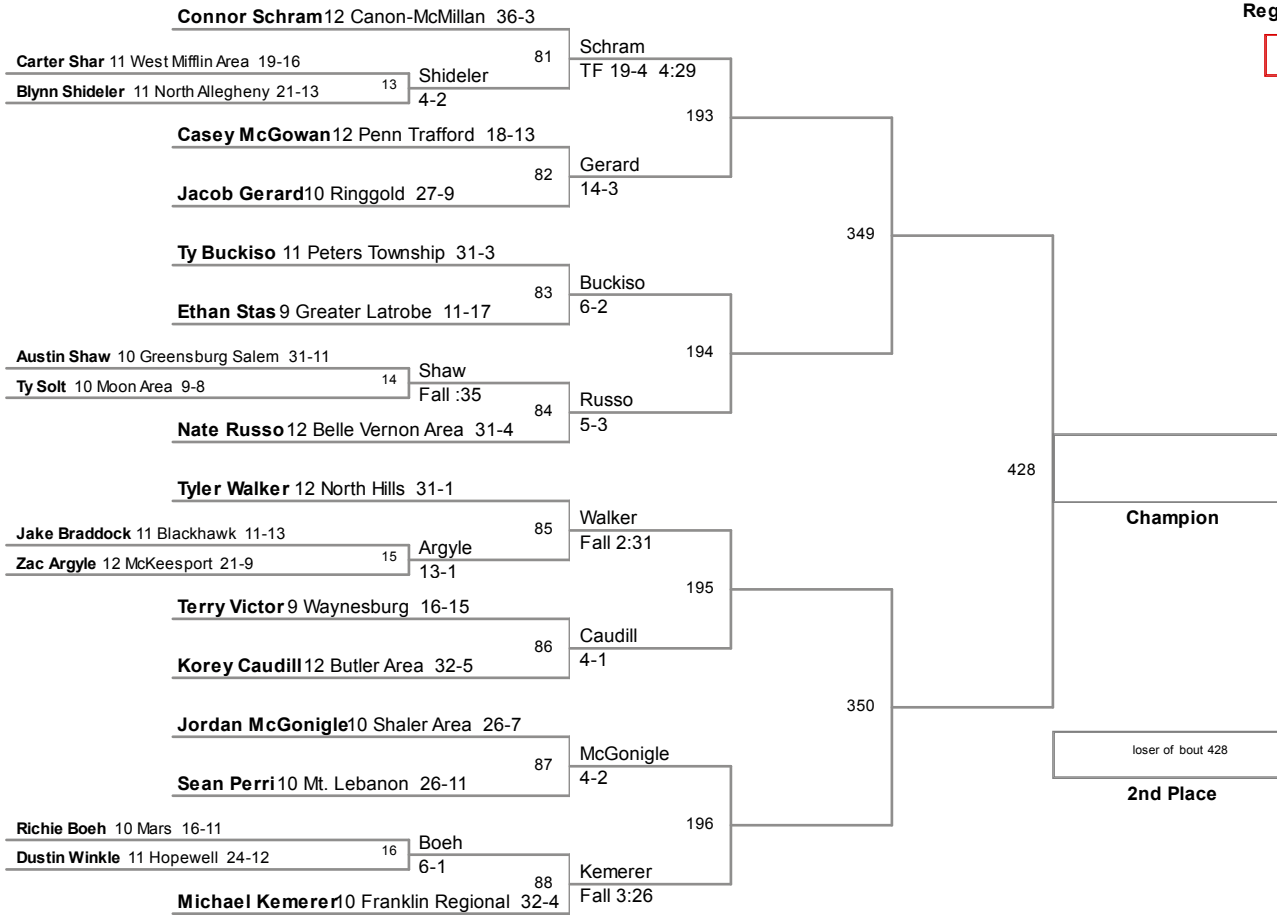 Reg
Connor Schram 12 Canon-McMillan 36-3
Carter Shar 11 West Mifflin Area 19-16
13
Blynn Shideler 11 North Allegheny 21-13
Shideler
4-2
81
Schram
TF 19-4 4:29
193
Casey McGowan 12 Penn Trafford 18-13
82
Jacob Gerard 10 Ringgold 27-9
Gerard
14-3
349
Ty Buckiso 11 Peters Township 31-3
83
Ethan Stas 9 Greater Latrobe 11-17
Buckiso
6-2
194
Austin Shaw 10 Greensburg Salem 31-11
14
Ty Solt 10 Moon Area 9-8
Shaw
Fall :35
84
Nate Russo 12 Belle Vernon Area 31-4
Russo
5-3
428
Champion
Tyler Walker 12 North Hills 31-1
Jake Braddock 11 Blackhawk 11-13
15
Zac Argyle 12 McKeesport 21-9
Argyle
13-1
85
Walker
Fall 2:31
195
Terry Victor 9 Waynesburg 16-15
86
Korey Caudill 12 Butler Area 32-5
Caudill
4-1
350
Jordan McGonigle 10 Shaler Area 26-7
87
Sean Perri 10 Mt. Lebanon 26-11
McGonigle
4-2
196
Richie Boeh 10 Mars 16-11
16
Dustin Winkle 11 Hopewell 24-12
Boeh
6-1
88
Michael Kemerer 10 Franklin Regional 32-4
Kemerer
Fall 3:26
loser of bout 428
2nd Place